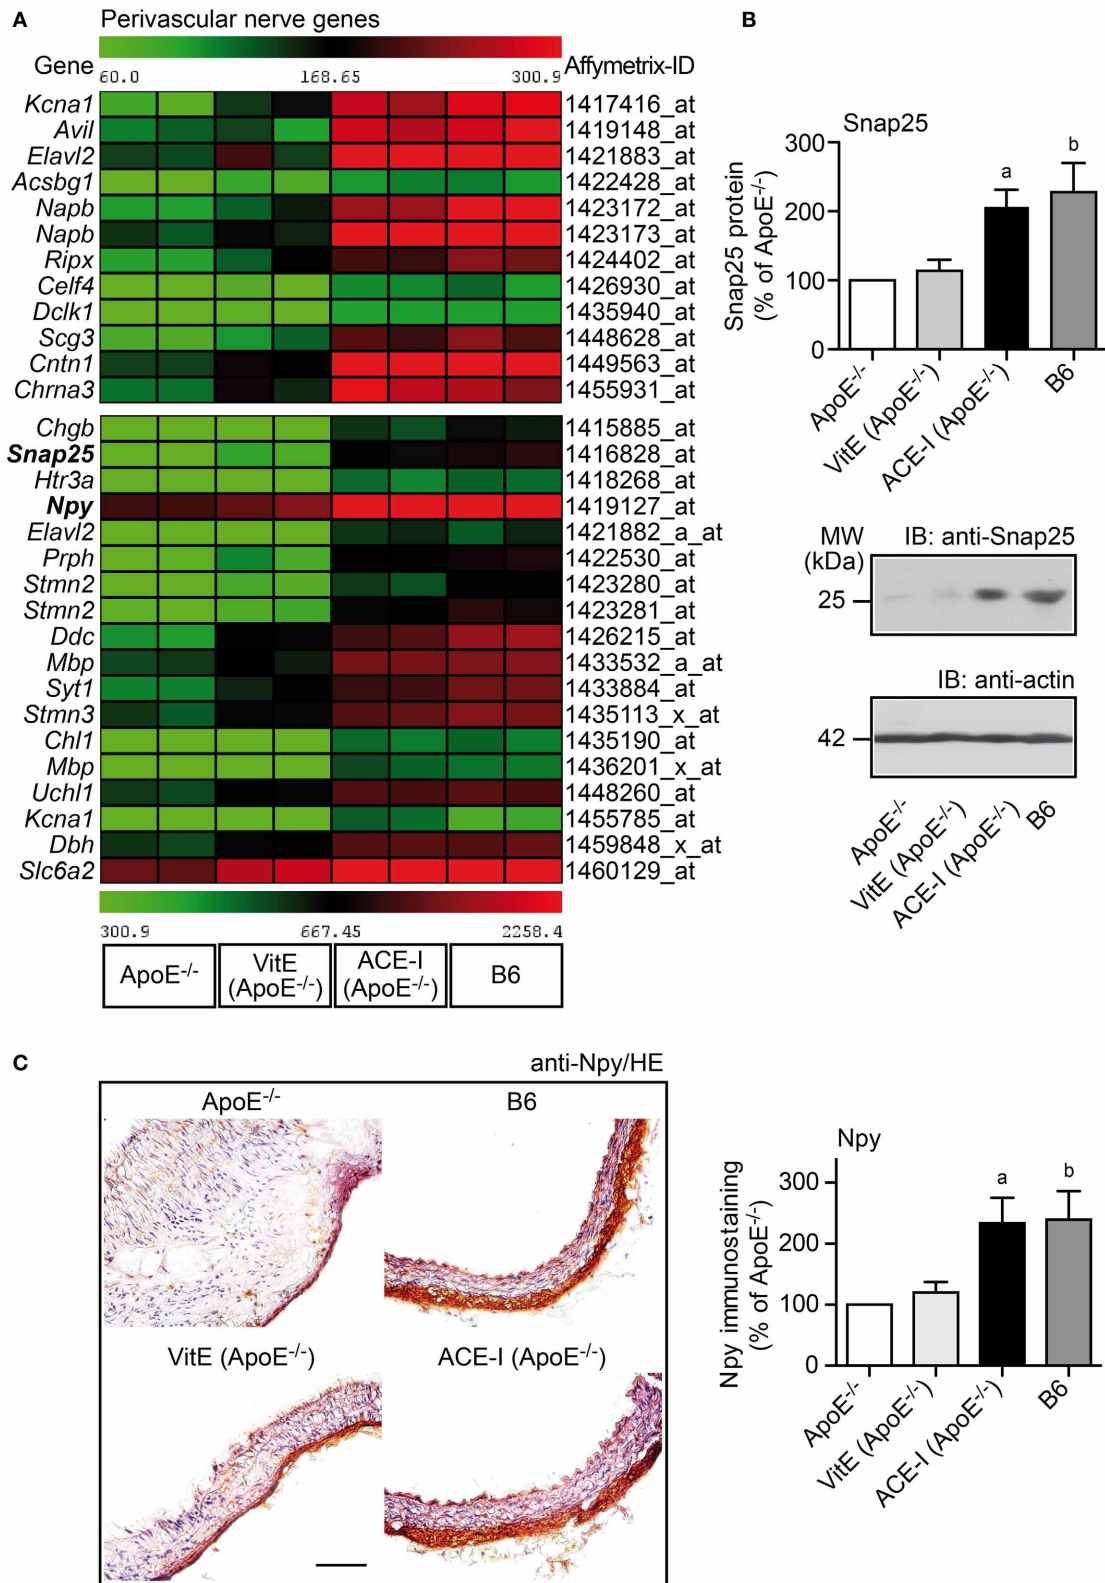 A
Perivascular nerve genes
Gene
Affymetrix-ID
60.0 168.65 300.9
Kcna1 1417416_at
Avil 1419148_at
Elavl2 1421883_at
Acsbg1 1422428_at
Napb 1423172_at
Napb 1423173_at
Ripx 1424402_at
Celf4 1426930_at
Dclk1 1435940_at
Scg3 1448628_at
Cntn1 1449563_at
Chrna3 1455931_at
Chgb 1415885_at
Snap25 1416828_at
Htr3a 1418268_at
Npy 1419127_at
Elavl2 1421882_a_at
Prph 1422530_at
Stmn2 1423280_at
Stmn2 1423281_at
Ddc 1426215_at
Mbp 1433532_a_at
Syt1 1433884_at
Stmn3 1435113_x_at
Chl1 1435190_at
Mbp 1436201_x_at
Uchl1 1448260_at
Kcna1 1455785_at
Dbh 1459848_x_at
Slc6a2 1460129_at
300.9 667.45 2258.4
ApoE-/-
VitE
(ApoE-/-)
ACE-I
(ApoE-/-)
B6
B
Snap25
Snap25 protein
(% of ApoE-/-)
300
200
100
0
a
b
ApoE-/-
VitE (ApoE-/-)
ACE-I (ApoE-/-)
B6
MW
(kDa)
IB: anti-Snap25
25
IB: anti-actin
42
ApoE-/-
VitE (ApoE-/-)
ACE-I (ApoE-/-)
B6
C
anti-Npy/HE
ApoE-/-
B6
VitE (ApoE-/-)
ACE-I (ApoE-/-)
Npy
Npy immunostaining
(% of ApoE-/-)
300
200
100
0
a
b
ApoE-/-
VitE (ApoE-/-)
ACE-I (ApoE-/-)
B6